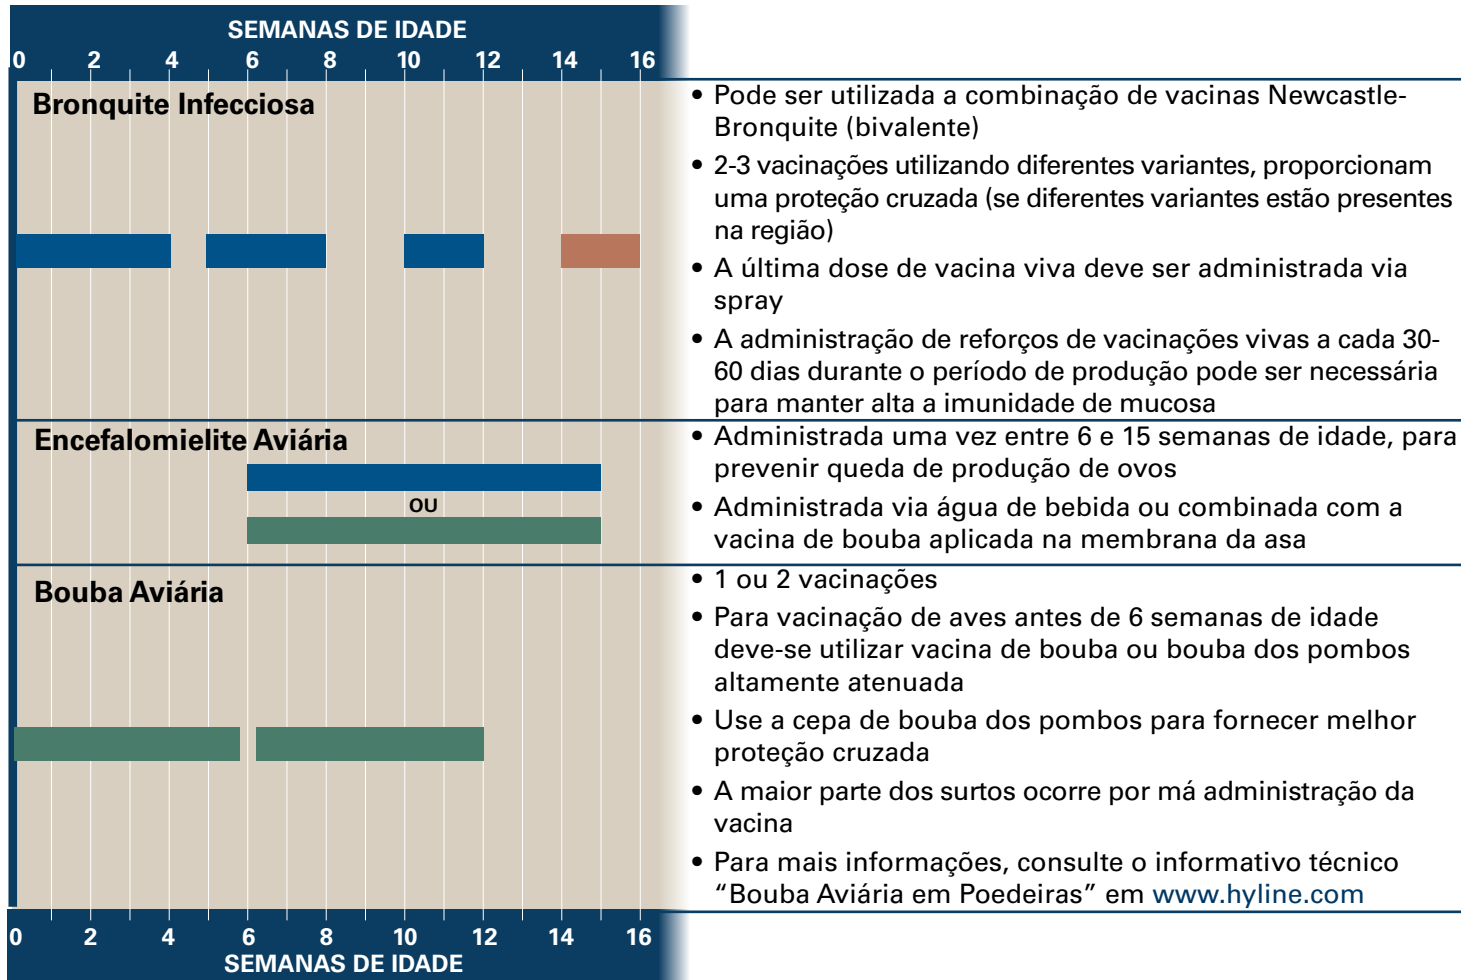 SEMANAS DE IDADE
0 2 4 6 8 10 12 14 16
Bronquite Infecciosa
• Pode ser utilizada a combinação de vacinas Newcastle-
Bronquite (bivalente)
• 2-3 vacinações utilizando diferentes variantes, proporcionam
uma proteção cruzada (se diferentes variantes estão presentes
na região)
• A última dose de vacina viva deve ser administrada via
spray
• A administração de reforços de vacinações vivas a cada 30-
60 dias durante o período de produção pode ser necessária
para manter alta a imunidade de mucosa
Encefalomielite Aviária
OU
• Administrada uma vez entre 6 e 15 semanas de idade, para
prevenir queda de produção de ovos
• Administrada via água de bebida ou combinada com a
vacina de bouba aplicada na membrana da asa
Bouba Aviária
• 1 ou 2 vacinações
• Para vacinação de aves antes de 6 semanas de idade
deve-se utilizar vacina de bouba ou bouba dos pombos
altamente atenuada
• Use a cepa de bouba dos pombos para fornecer melhor
proteção cruzada
• A maior parte dos surtos ocorre por má administração da
vacina
• Para mais informações, consulte o informativo técnico
“Bouba Aviária em Poedeiras” em www.hyline.com
0 2 4 6 8 10 12 14 16
SEMANAS DE IDADE